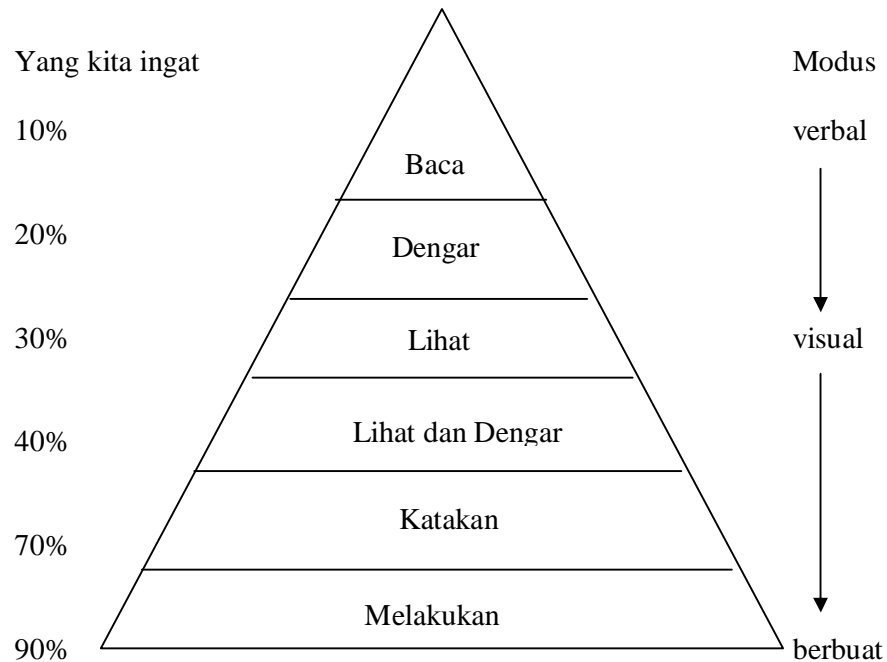 Yang kita ingat
Modus
10%
verbal
Baca
20%
Dengar
30%
Lihat
visual
40%
Lihat dan Dengar
Katakan
70%
Melakukan
90%
berbuat